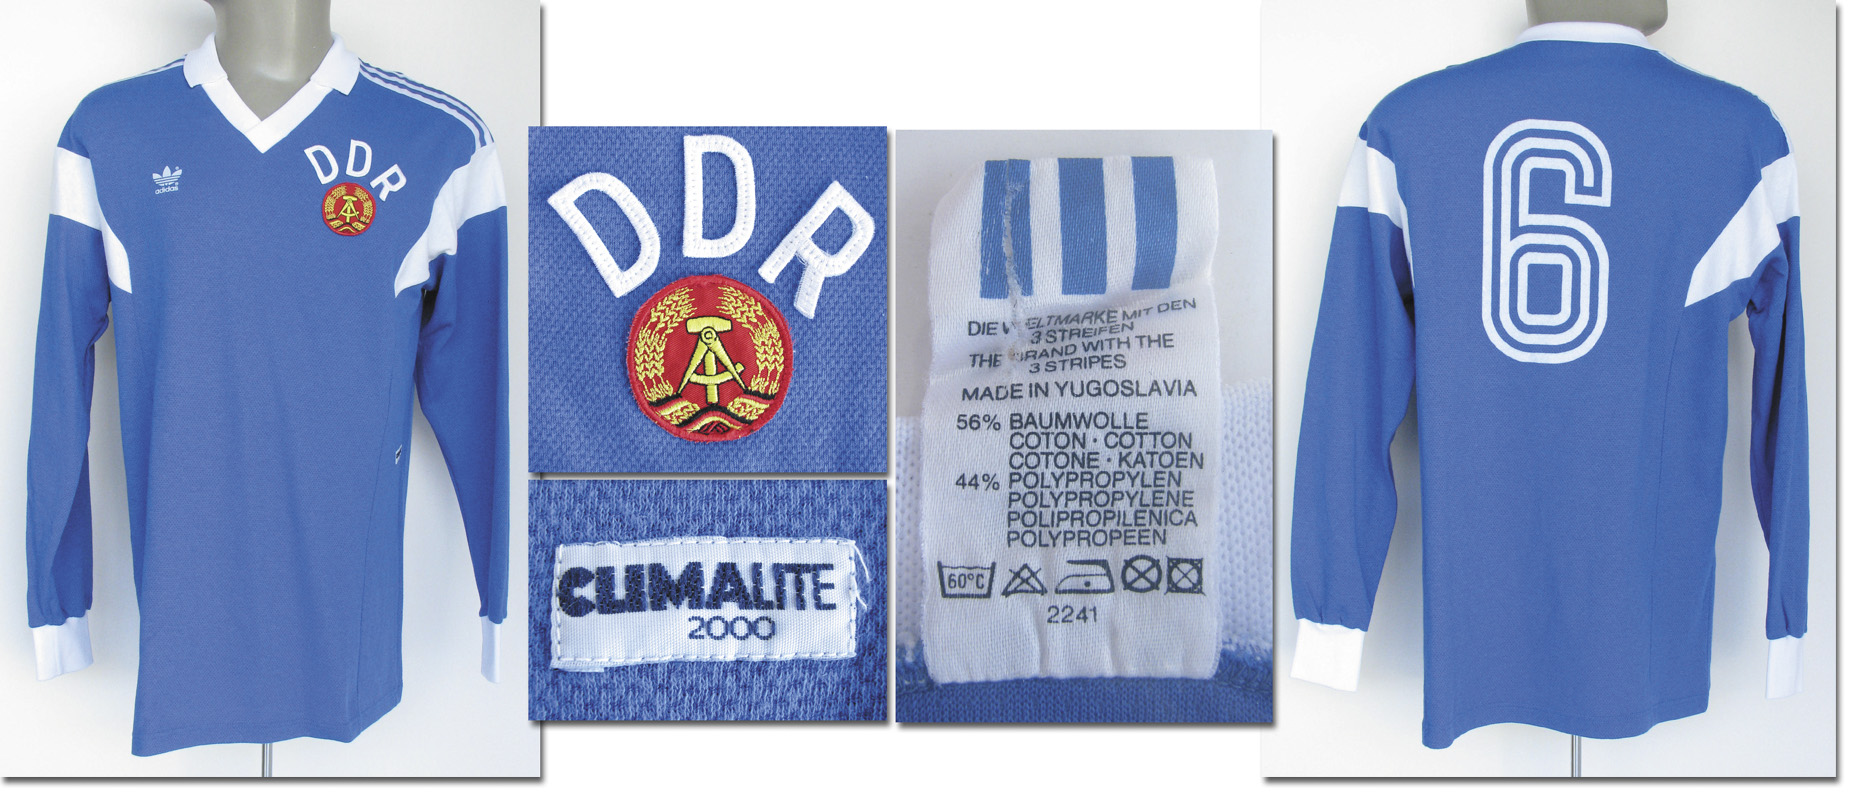 adidas
DDR
DDR
CLIMALITE
2000
DIE WELTMARKE MIT DEN
3 STREIFEN
THE BRAND WITH THE
3 STRIPES
MADE IN YUGOSLAVIA
56% BAUMWOLLE
COTON · COTTON
COTONE · KATOEN
44% POLYPROPYLEN
POLYPROPYLENE
POLIPROPILENICA
POLYPROPEEN
60°C
2241
6